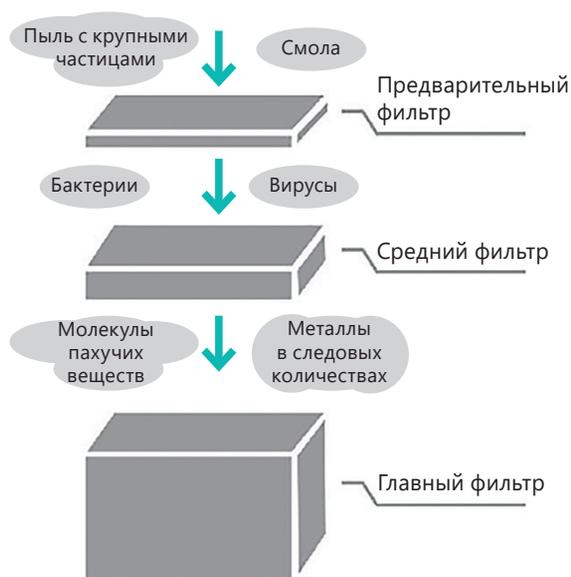 Пыль с крупными
частицами
Смола
Предварительный
фильтр
Бактерии
Вирусы
Средний фильтр
Молекулы
пахучих
веществ
Металлы
в следовых
количествах
Главный фильтр